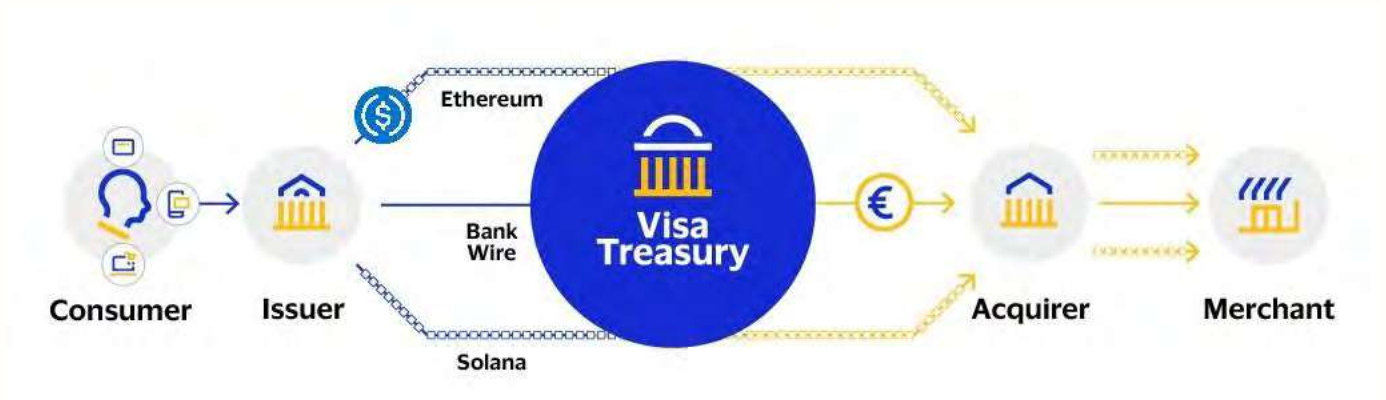 Ethereum
Bank
Wire
Solana
Visa
Treasury
$
€
Consumer
Issuer
Acquirer
Merchant